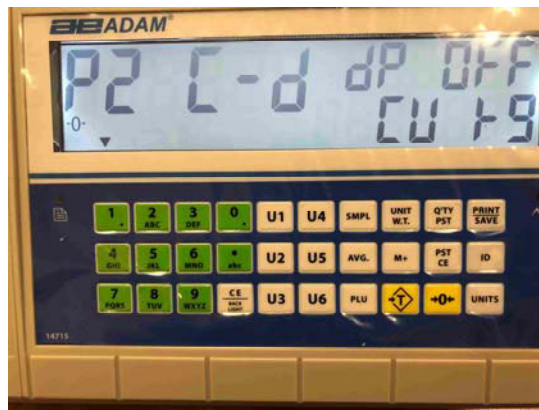 ADAM®
P2 C-d dP OFF
-0-
CU kg
1 2 3 0 U1 U4 SMPL UNIT Q'TY PRINT
. ABC DEF . W.T. PST SAVE
4 5 6 • U2 U5 AVG. M+ PST ID
GHI JKL MNO abc CE
7 8 9 CE U3 U6 PLU →T← →0← UNITS
PQRS TUV WXYZ BACK
LIGHT
14715